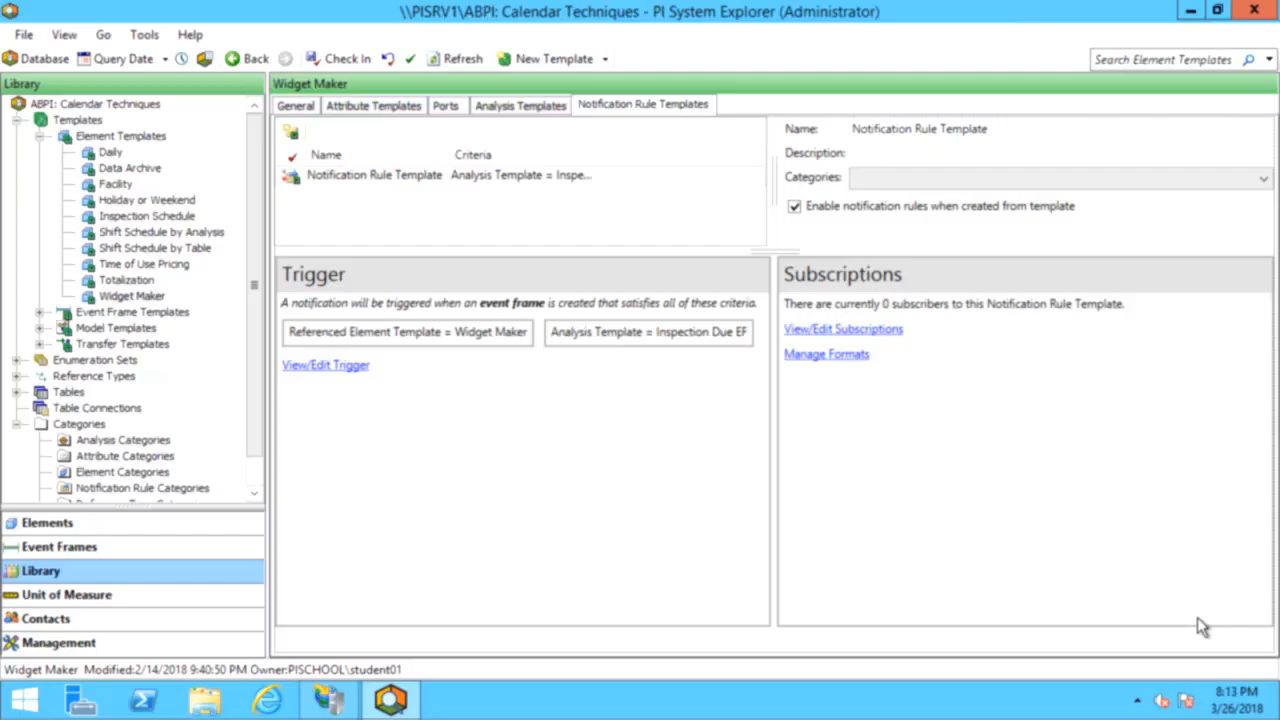 \\PISRV1\ABPI: Calendar Techniques - PI System Explorer (Administrator)
File View Go Tools Help
Database Query Date Back Check In Refresh New Template Search Element Templates
Library
Widget Maker
ABPI: Calendar Techniques
Templates
Element Templates
Daily
Data Archive
Facility
Holiday or Weekend
Inspection Schedule
Shift Schedule by Analysis
Shift Schedule by Table
Time of Use Pricing
Totalization
Widget Maker
Event Frame Templates
Model Templates
Transfer Templates
Enumeration Sets
Reference Types
Tables
Table Connections
Categories
Analysis Categories
Attribute Categories
Element Categories
Notification Rule Categories
Elements
Event Frames
Library
Unit of Measure
Contacts
Management
General Attribute Templates Ports Analysis Templates Notification Rule Templates
Name Criteria
Notification Rule Template Analysis Template = Inspe...
Name: Notification Rule Template
Description:
Categories:
Enable notification rules when created from template
Trigger
A notification will be triggered when an event frame is created that satisfies all of these criteria.
Referenced Element Template = Widget Maker Analysis Template = Inspection Due EF
View/Edit Trigger
Subscriptions
There are currently 0 subscribers to this Notification Rule Template.
View/Edit Subscriptions
Manage Formats
Widget Maker Modified:2/14/2018 9:40:50 PM Owner:PISCHOOL\student01
8:13 PM
3/26/2018